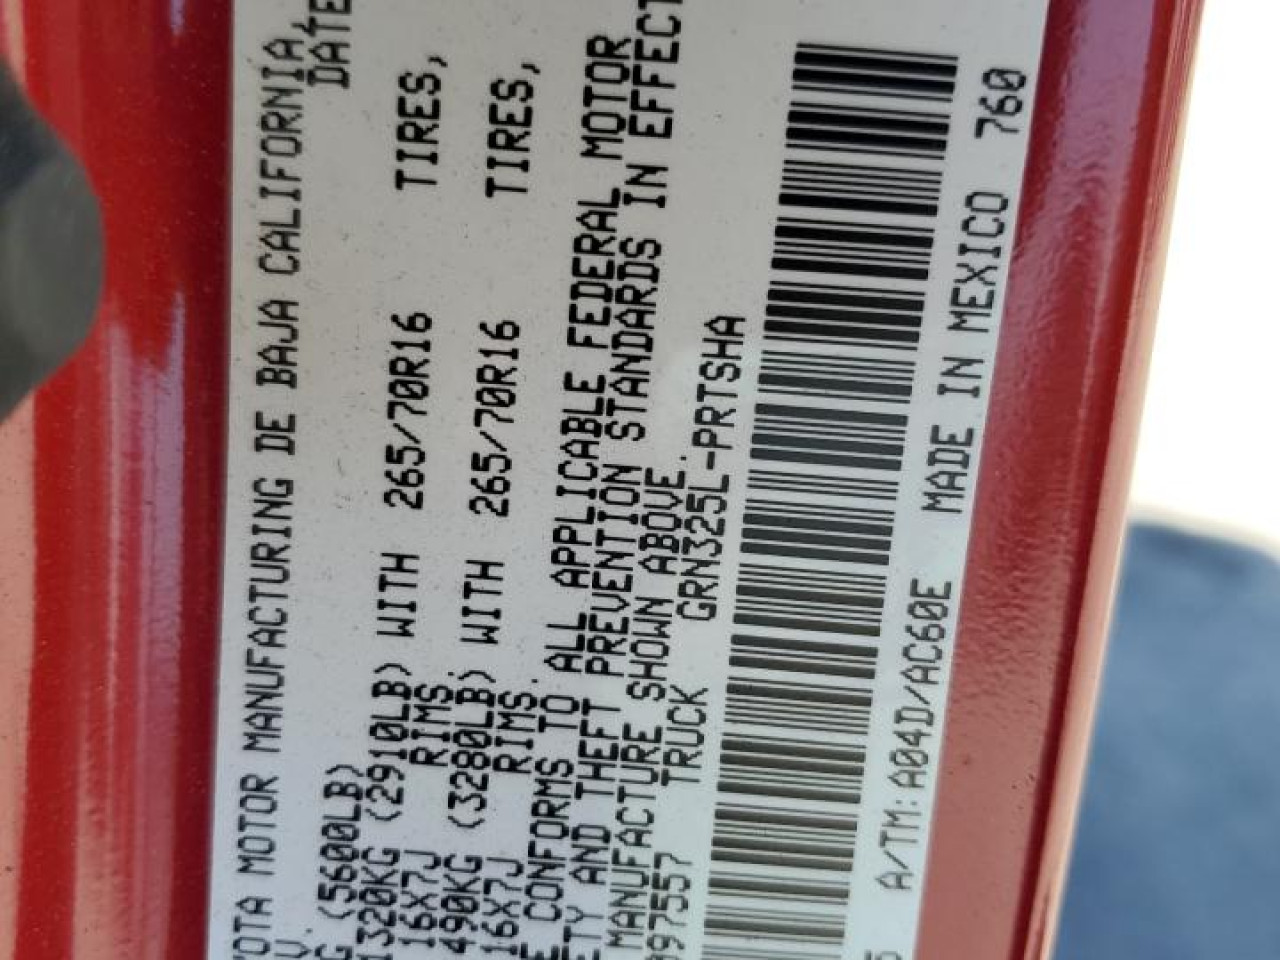 YOTA MOTOR MANUFACTURING DE BAJA CALIFORNIA,
DATE
(5600LB)
1320KG (2910LB) WITH 265/70R16 TIRES,
16X7J RIMS.
490KG (3280LB) WITH 265/70R16 TIRES,
16X7J RIMS.
E CONFORMS TO ALL APPLICABLE FEDERAL MOTOR
ETY AND THEFT PREVENTION STANDARDS IN EFFECT
MANUFACTURE SHOWN ABOVE.
97557 TRUCK GRN325L-PRTSHA
A/TM: A04D/AC60E MADE IN MEXICO 760